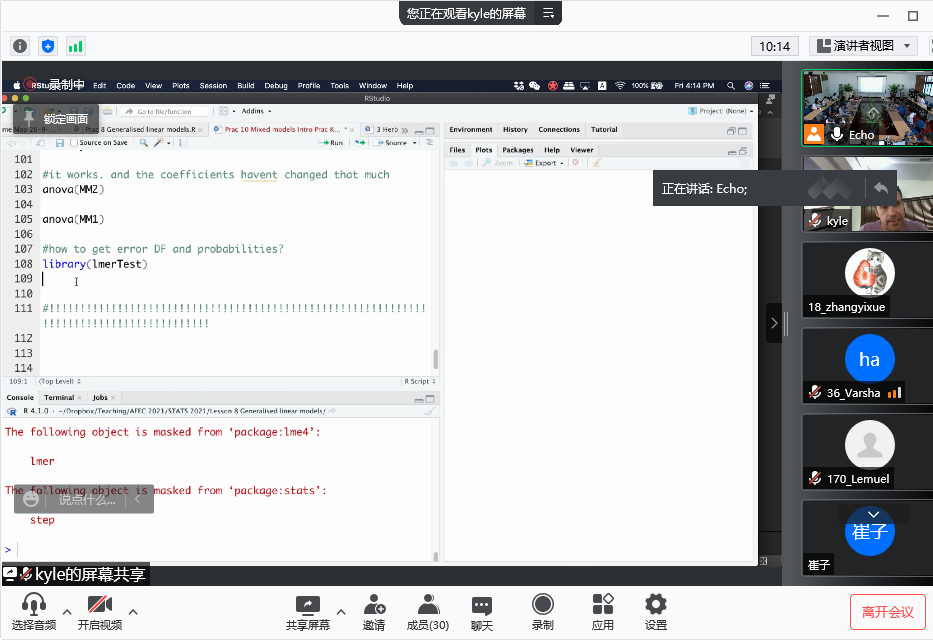 您正在观看kyle的屏幕
10:14
演讲者视图
录制中
RStudio Edit Code View Plots Session Build Debug Profile Tools Window Help
100%
Fri 4:14 PM
RStudio
锁定画面
Go to file/function
Addins
Project: (None)
Prac 8 Generalised linear models.R
Prac 10 Mixed models Intro Prac K...
3 Herb
Source on Save
Run
Source
Environment History Connections Tutorial
Files Plots Packages Help Viewer
Zoom
Export
101
102 #it works. and the coefficients havent changed that much
103 anova(MM2)
104
105 anova(MM1)
106
107 #how to get error DF and probabilities?
108 library(lmerTest)
109
110
111 #!!!!!!!!!!!!!!!!!!!!!!!!!!!!!!!!!!!!!!!!!!!!!!!!!!!!!!!!!!!!!!
!!!!!!!!!!!!!!!!!!!!!!!!!!!
112
113
114
109:1 (Top Level)
R Script
Console Terminal Jobs
R 4.1.0 · ~/Dropbox/Teaching/AFEC 2021/STATS 2021/Lesson 8 Generalised linear models/
The following object is masked from ‘package:lme4’:
lmer
The following object is masked from ‘package:stats’:
说点什么...
step
>
kyle的屏幕共享
Echo
正在讲话: Echo;
kyle
18_zhangyixue
ha
36_Varsha
170_Lemuel
崔子
崔子
选择音频
开启视频
共享屏幕
邀请
成员(30)
聊天
录制
应用
设置
离开会议